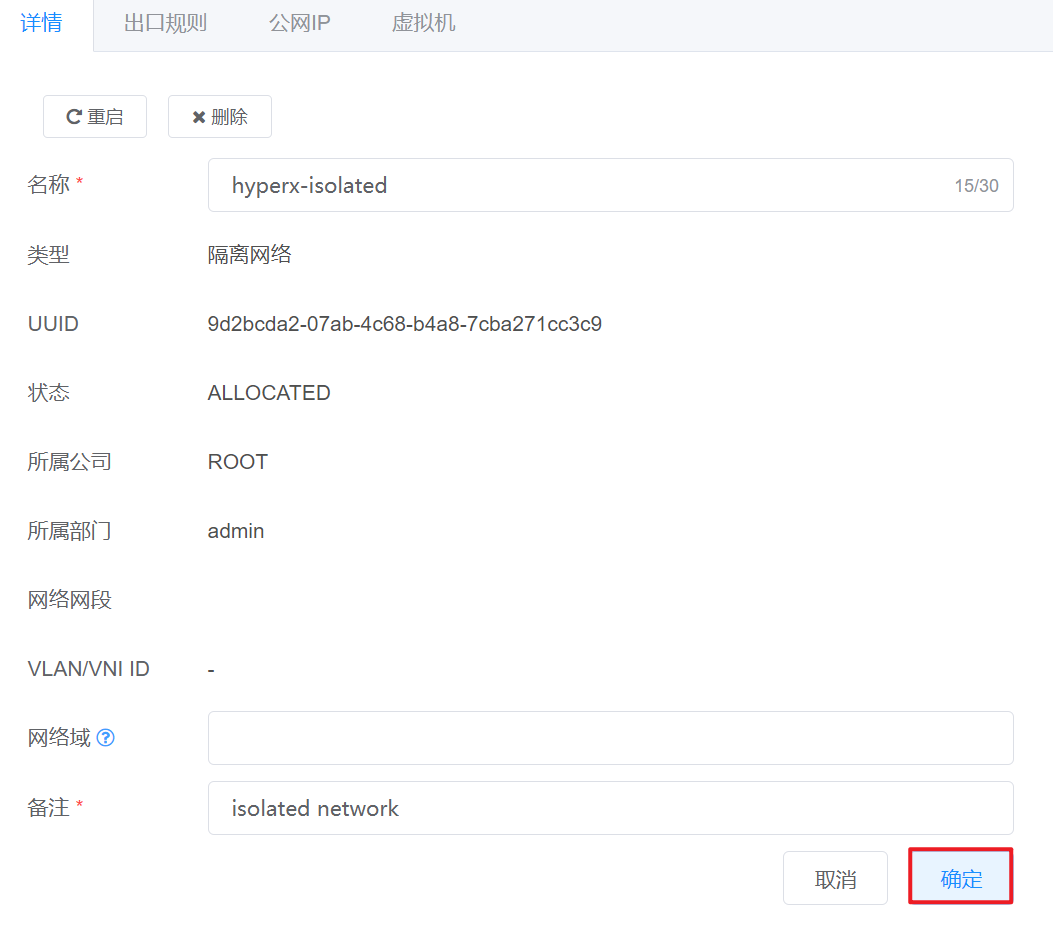 详情 出口规则 公网IP 虚拟机
重启 删除
名称 * hyperx-isolated 15/30
类型 隔离网络
UUID 9d2bcda2-07ab-4c68-b4a8-7cba271cc3c9
状态 ALLOCATED
所属公司 ROOT
所属部门 admin
网络网段
VLAN/VNI ID -
网络域 ?
备注 * isolated network
取消 确定